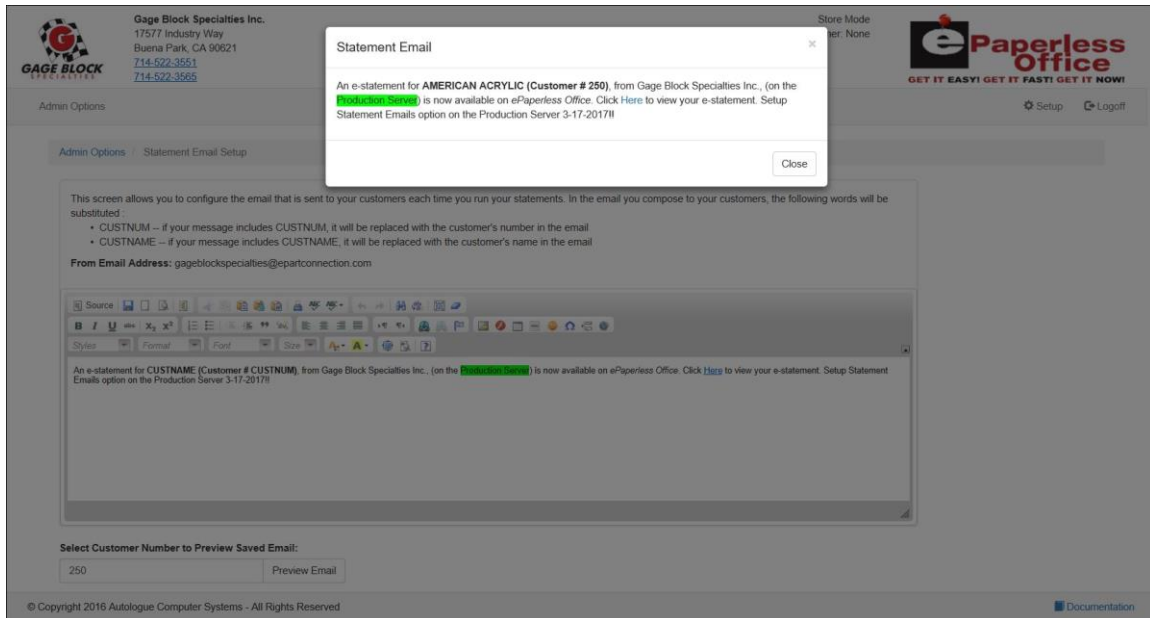 Gage Block Specialties Inc.
17577 Industry Way
Buena Park, CA 90621
714-522-3551
714-522-3565
G
GAGE BLOCK
SPECIALTIES
Store Mode
ner: None
ePaperless
Office
GET IT EASY! GET IT FAST! GET IT NOW!
Statement Email
×
An e-statement for AMERICAN ACRYLIC (Customer # 250), from Gage Block Specialties Inc., (on the
Production Server) is now available on ePaperless Office. Click Here to view your e-statement. Setup
Statement Emails option on the Production Server 3-17-2017!!
Close
Admin Options
Setup Logoff
Admin Options / Statement Email Setup
This screen allows you to configure the email that is sent to your customers each time you run your statements. In the email you compose to your customers, the following words will be
substituted :
• CUSTNUM -- if your message includes CUSTNUM, it will be replaced with the customer's number in the email
• CUSTNAME -- if your message includes CUSTNAME, it will be replaced with the customer's name in the email
From Email Address: gageblockspecialties@epartconnection.com
Source
B I U abc X₂ X²
Styles Format Font Size A A
An e-statement for CUSTNAME (Customer # CUSTNUM), from Gage Block Specialties Inc., (on the Production Server) is now available on ePaperless Office. Click Here to view your e-statement. Setup Statement
Emails option on the Production Server 3-17-2017!!
Select Customer Number to Preview Saved Email:
250 Preview Email
© Copyright 2016 Autologue Computer Systems - All Rights Reserved
Documentation